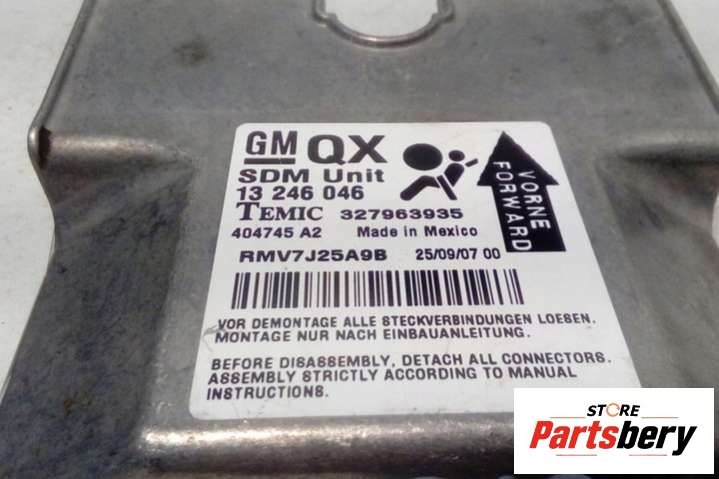 GM QX
SDM Unit
13 246 046
TEMIC 327963935
404745 A2 Made in Mexico
RMV7J25A9B 25/09/07 00
VORNE
FORWARD
VOR DEMONTAGE ALLE STECKVERBINDUNGEN LOESEN.
MONTAGE NUR NACH EINBAUANLEITUNG.
BEFORE DISASSEMBLY, DETACH ALL CONNECTORS.
ASSEMBLY STRICTLY ACCORDING TO MANUAL
INSTRUCTIONS.
STORE
Partsbery